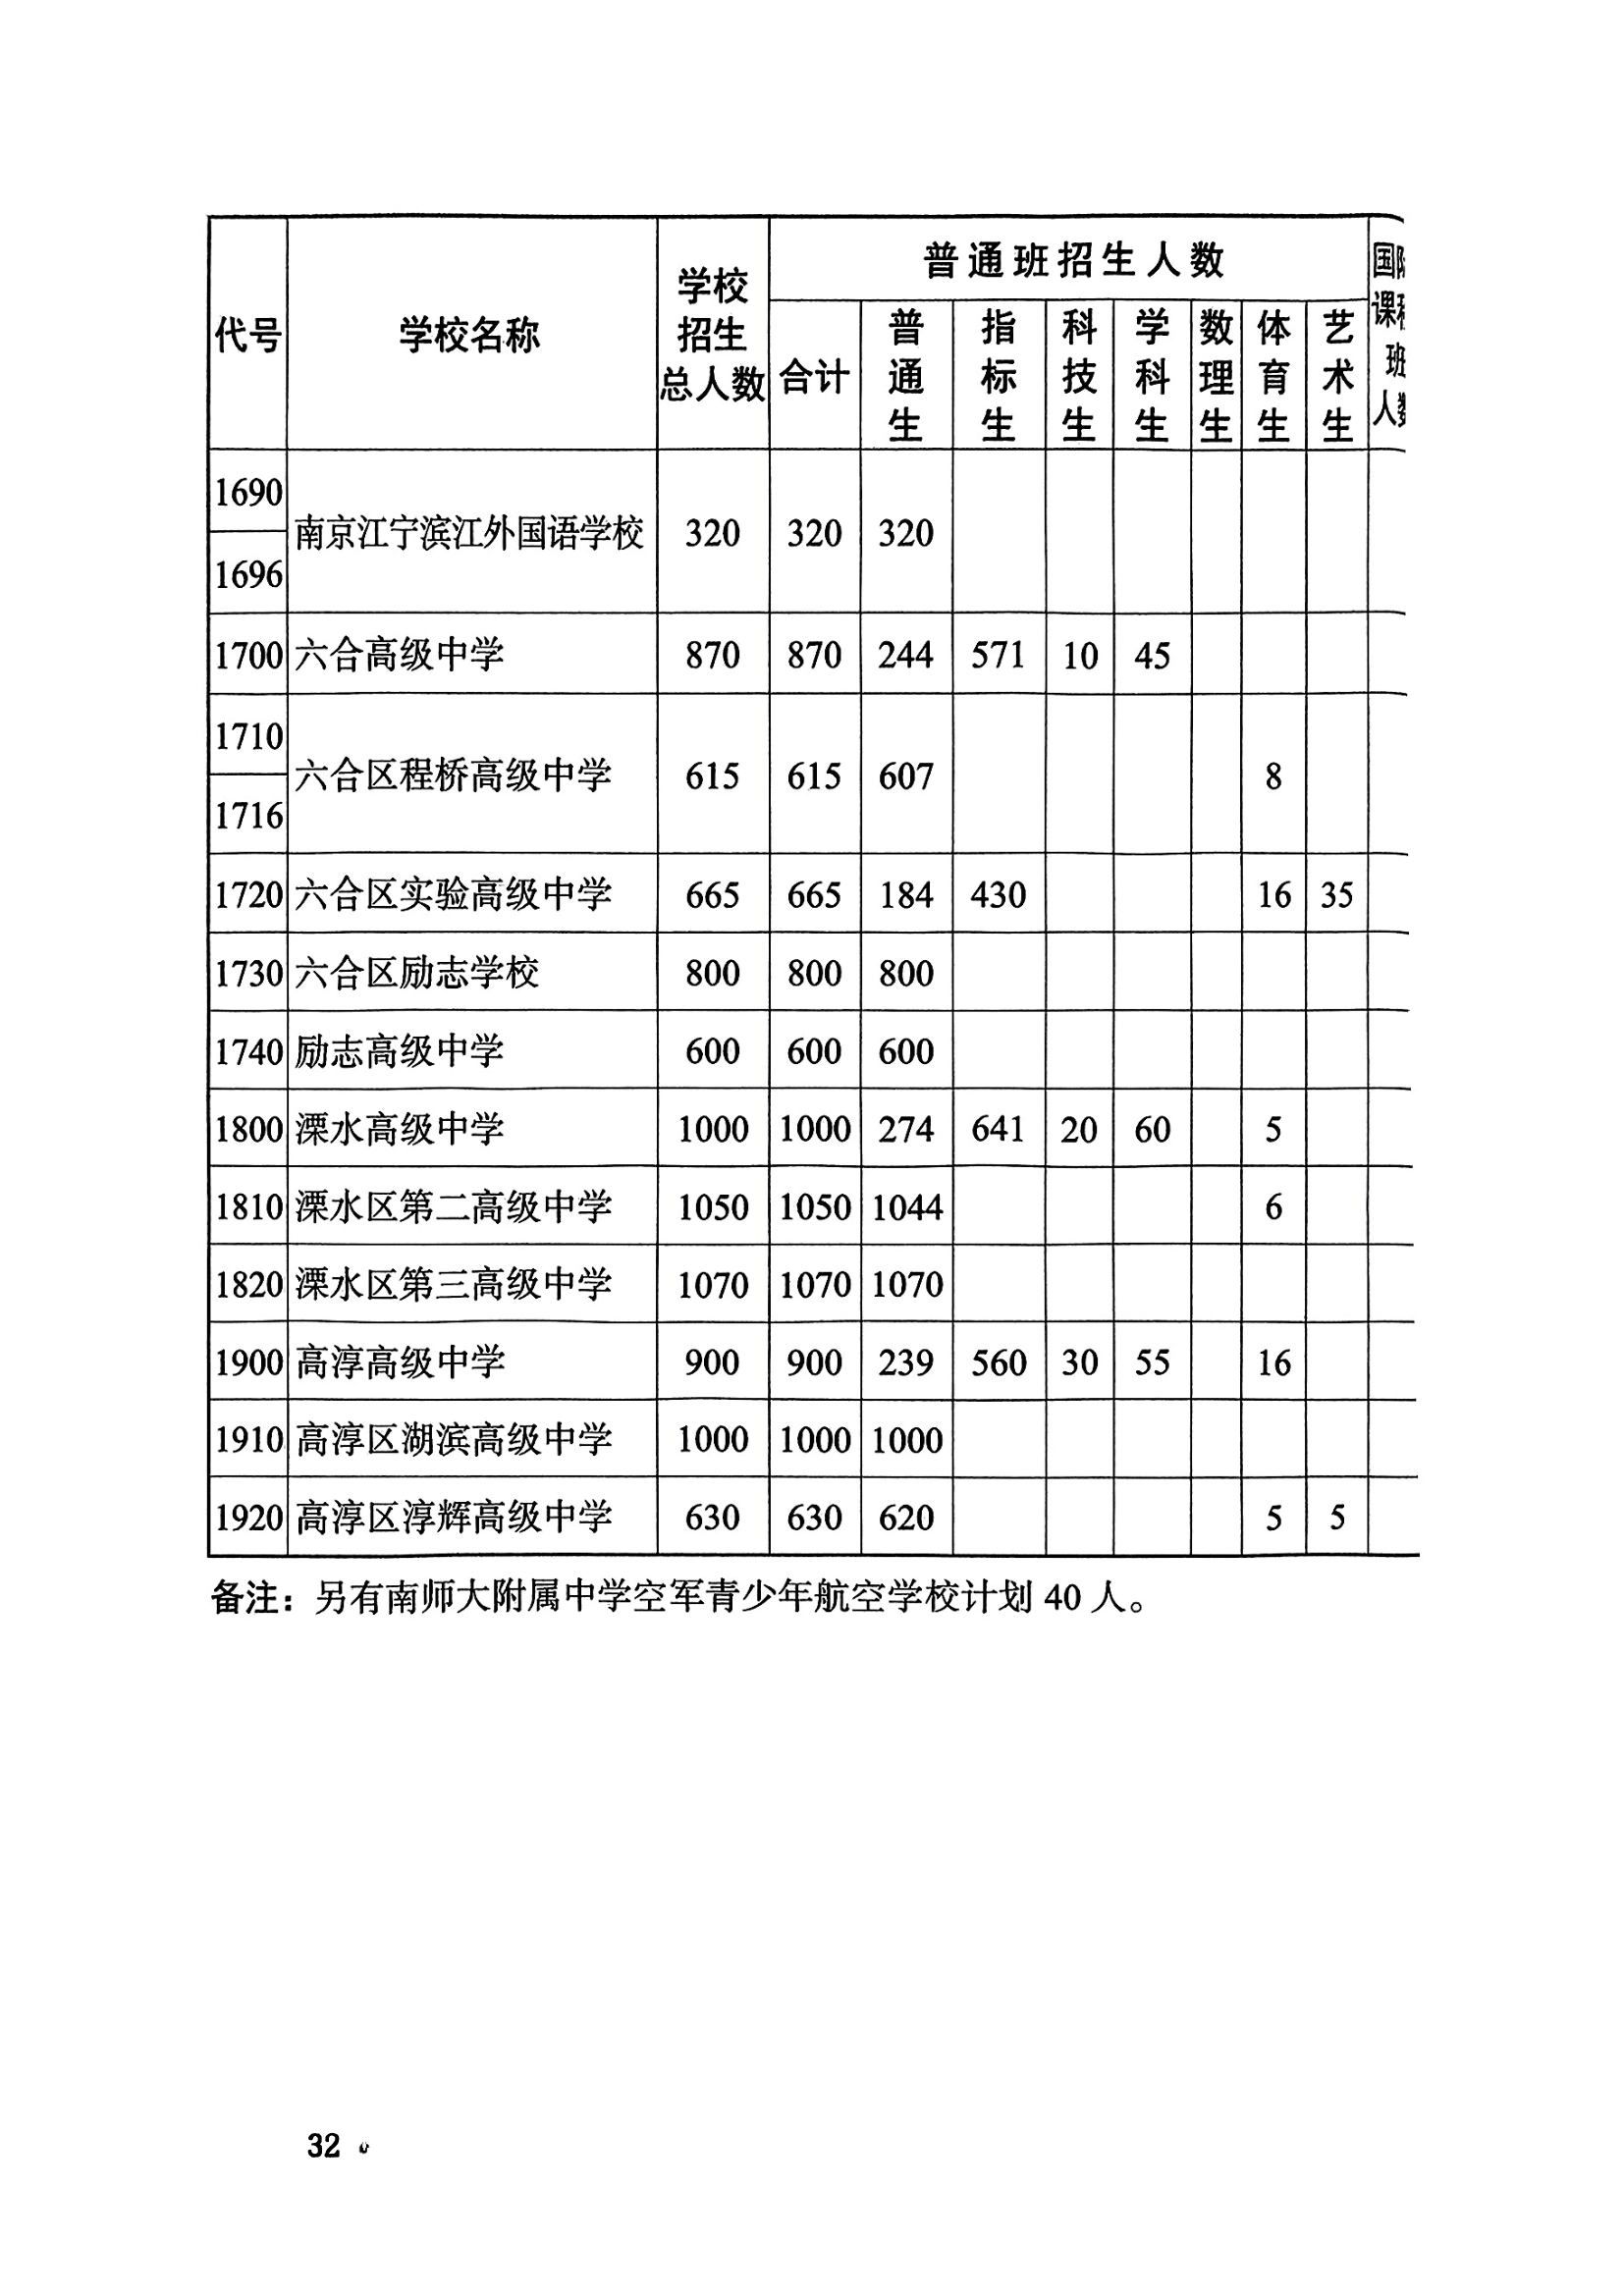 代号 学校名称 学校招生总人数 普通班招生人数 国际课程班人数
合计 普通生 指标生 科技生 学科生 数理生 体育生 艺术生
1690
南京江宁滨江外国语学校 320 320 320
1696
1700 六合高级中学 870 870 244 571 10 45
1710
六合区程桥高级中学 615 615 607 8
1716
1720 六合区实验高级中学 665 665 184 430 16 35
1730 六合区励志学校 800 800 800
1740 励志高级中学 600 600 600
1800 溧水高级中学 1000 1000 274 641 20 60 5
1810 溧水区第二高级中学 1050 1050 1044 6
1820 溧水区第三高级中学 1070 1070 1070
1900 高淳高级中学 900 900 239 560 30 55 16
1910 高淳区湖滨高级中学 1000 1000 1000
1920 高淳区淳辉高级中学 630 630 620 5 5
备注：另有南师大附属中学空军青少年航空学校计划 40 人。
32